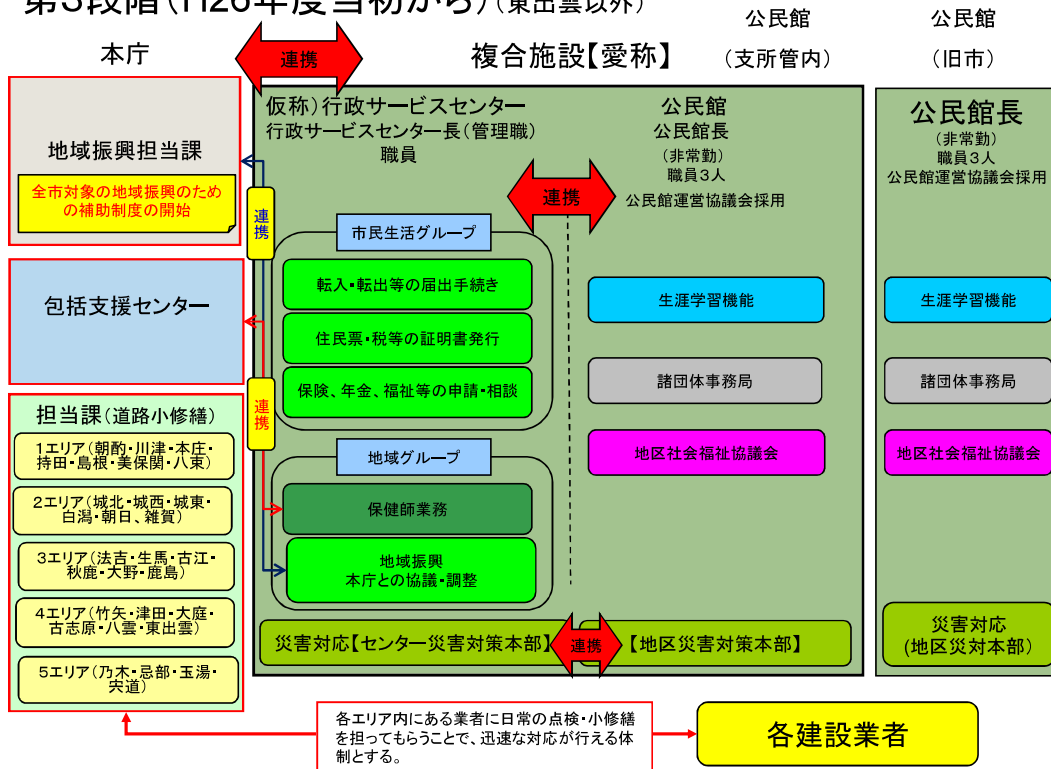 第3段階(H26年度当初から)(東出雲以外)
本庁
連携
複合施設【愛称】
公民館
(支所管内)
公民館
(旧市)
地域振興担当課
全市対象の地域振興のため
の補助制度の開始
包括支援センター
担当課(道路小修繕)
1エリア(朝酌・川津・本庄・
持田・島根・美保関・八束)
2エリア(城北・城西・城東・
白潟・朝日、雑賀)
3エリア(法吉・生馬・古江・
秋鹿・大野・鹿島)
4エリア(竹矢・津田・大庭・
古志原・八雲・東出雲)
5エリア(乃木・忌部・玉湯・
宍道)
連携
連携
仮称)行政サービスセンター
行政サービスセンター長(管理職)
職員
連携
市民生活グループ
転入・転出等の届出手続き
住民票・税等の証明書発行
保険、年金、福祉等の申請・相談
地域グループ
保健師業務
地域振興
本庁との協議・調整
公民館
公民館長
(非常勤)
職員3人
公民館運営協議会採用
生涯学習機能
諸団体事務局
地区社会福祉協議会
災害対応【センター災害対策本部】
連携
【地区災害対策本部】
公民館長
(非常勤)
職員3人
公民館運営協議会採用
生涯学習機能
諸団体事務局
地区社会福祉協議会
災害対応
(地区災対本部)
各エリア内にある業者に日常の点検・小修繕
を担ってもらうことで、迅速な対応が行える体
制とする。
各建設業者